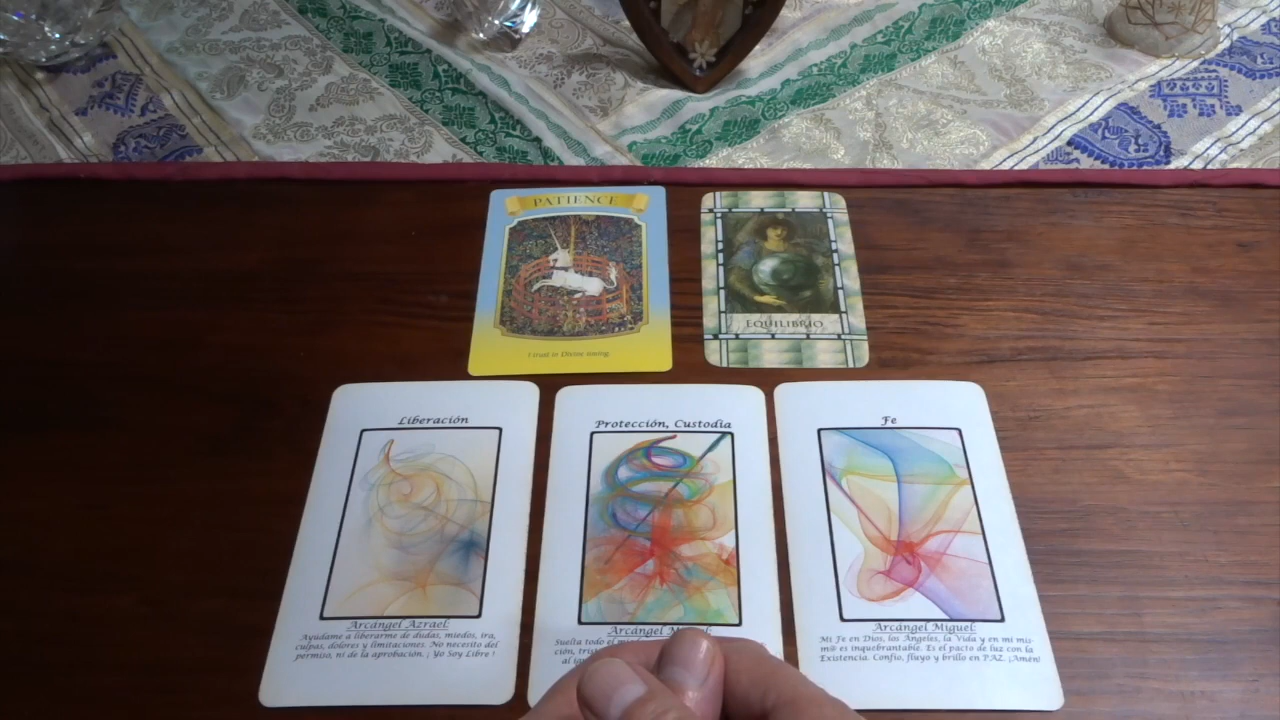 PATIENCE
I trust in Divine timing
EQUILIBRIO
Liberación
Arcángel Azrael:
Ayúdame a liberarme de dudas, miedos, ira,
culpas, dolores y limitaciones. No necesito del
permiso, ni de la aprobación. ¡ Yo Soy Libre !
Protección, Custodia
Arcángel
Suelta todo el
al
Fe
Arcángel Miguel:
Mi Fe en Dios, los Angeles, la Vida y en mi mis-
m@ es inquebrantable. Es el pacto de luz con la
Existencia. Confío, fluyo y brillo en PAZ. ¡Amén!